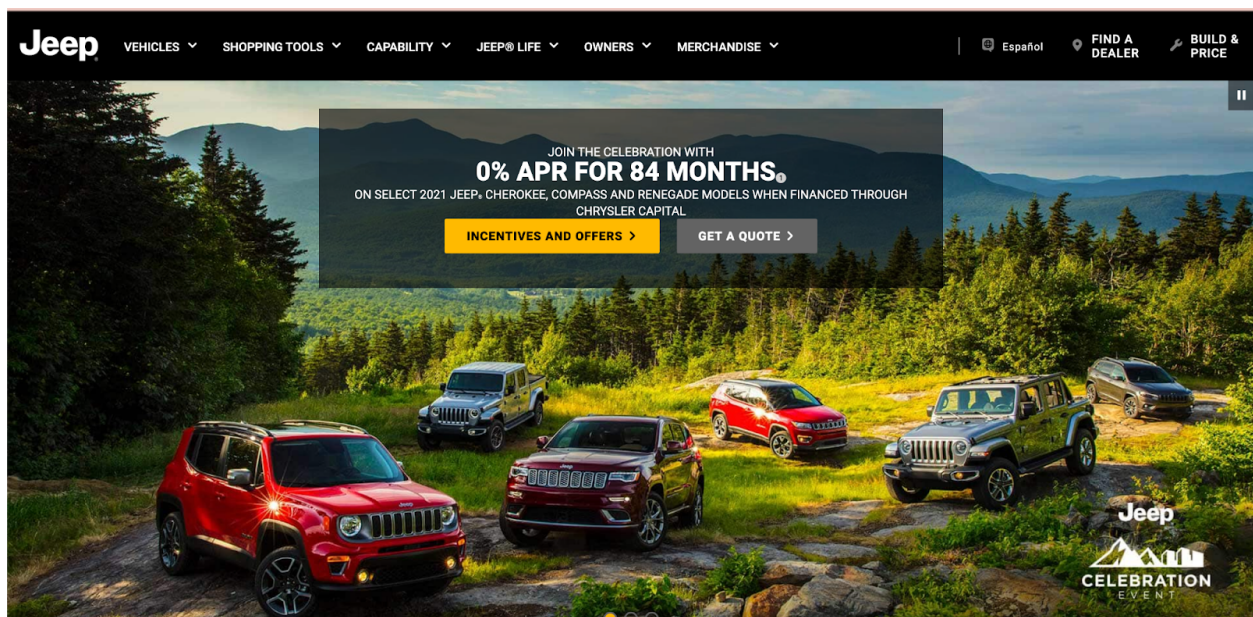 Jeep
VEHICLES
SHOPPING TOOLS
CAPABILITY
JEEP® LIFE
OWNERS
MERCHANDISE
Español
FIND A
DEALER
BUILD &
PRICE
JOIN THE CELEBRATION WITH
0% APR FOR 84 MONTHS 1
ON SELECT 2021 JEEP® CHEROKEE, COMPASS AND RENEGADE MODELS WHEN FINANCED THROUGH
CHRYSLER CAPITAL
INCENTIVES AND OFFERS
GET A QUOTE
Jeep
CELEBRATION
EVENT